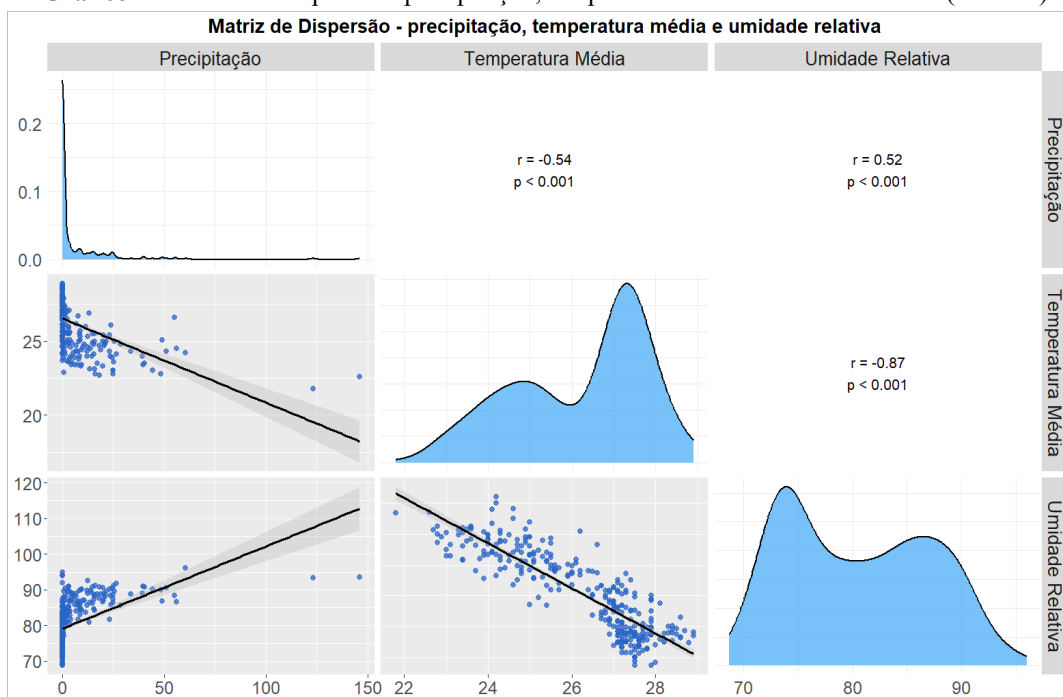 Matriz de Dispersão - precipitação, temperatura média e umidade relativa
Precipitação
Temperatura Média
Umidade Relativa
0.2
0.1
0.0
r = -0.54
p < 0.001
r = 0.52
p < 0.001
Precipitação
25
20
r = -0.87
p < 0.001
Temperatura Média
120
110
100
90
80
70
Umidade Relativa
0
50
100
150
22
24
26
28
70
80
90